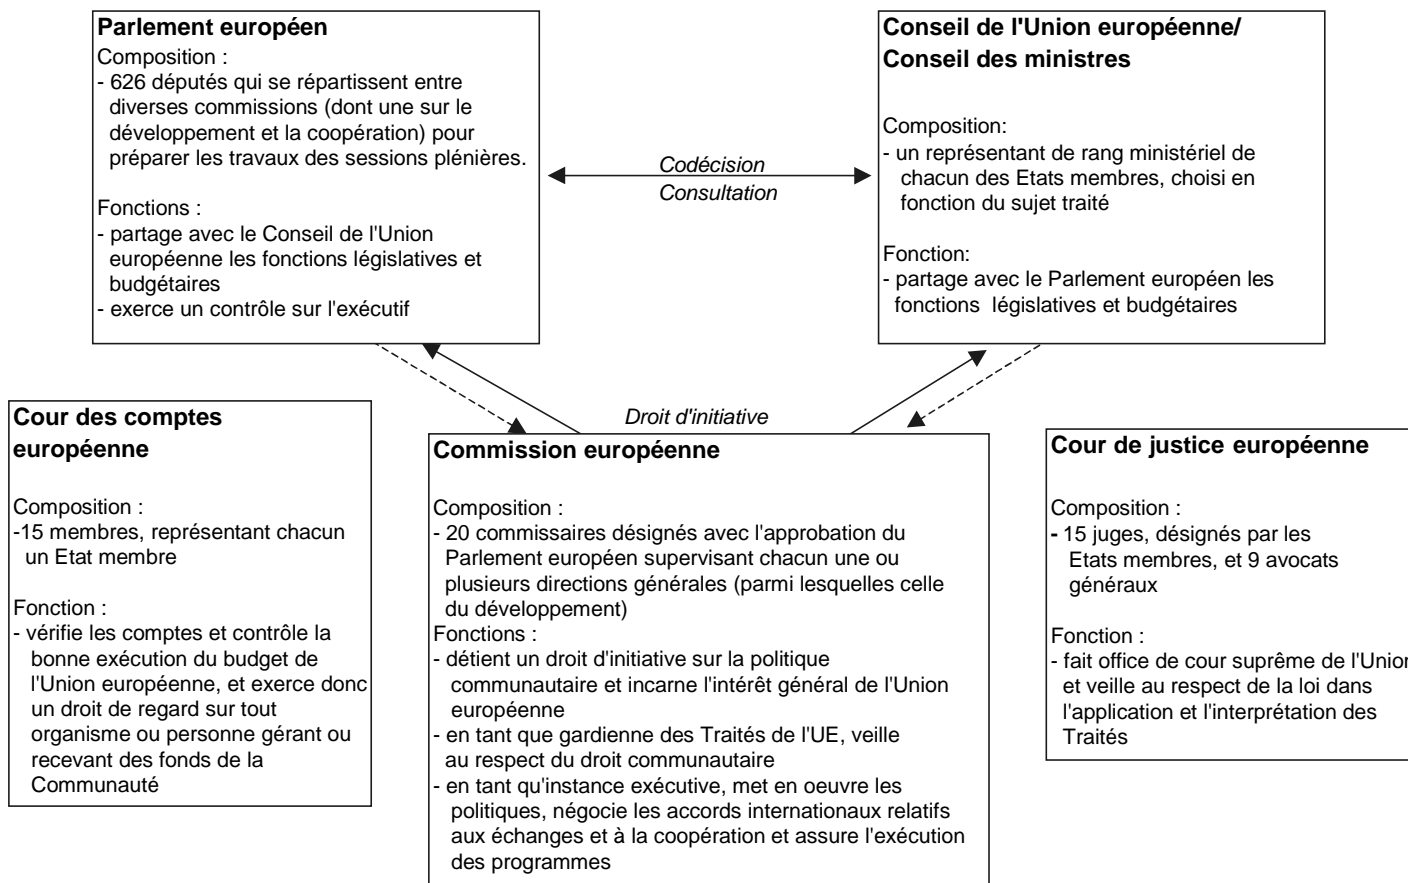 Parlement européen
Composition :
- 626 députés qui se répartissent entre
diverses commissions (dont une sur le
développement et la coopération) pour
préparer les travaux des sessions plénières.
Fonctions :
- partage avec le Conseil de l'Union
européenne les fonctions législatives et
budgétaires
- exerce un contrôle sur l'exécutif
Codécision
Consultation
Conseil de l'Union européenne/
Conseil des ministres
Composition:
- un représentant de rang ministériel de
chacun des Etats membres, choisi en
fonction du sujet traité
Fonction:
- partage avec le Parlement européen les
fonctions législatives et budgétaires
Droit d'initiative
Cour des comptes
européenne
Composition :
-15 membres, représentant chacun
un Etat membre
Fonction :
- vérifie les comptes et contrôle la
bonne exécution du budget de
l'Union européenne, et exerce donc
un droit de regard sur tout
organisme ou personne gérant ou
recevant des fonds de la
Communauté
Commission européenne
Composition :
- 20 commissaires désignés avec l'approbation du
Parlement européen supervisant chacun une ou
plusieurs directions générales (parmi lesquelles celle
du développement)
Fonctions :
- détient un droit d'initiative sur la politique
communautaire et incarne l'intérêt général de l'Union
européenne
- en tant que gardienne des Traités de l'UE, veille
au respect du droit communautaire
- en tant qu'instance exécutive, met en oeuvre les
politiques, négocie les accords internationaux relatifs
aux échanges et à la coopération et assure l'exécution
des programmes
Cour de justice européenne
Composition :
- 15 juges, désignés par les
Etats membres, et 9 avocats
généraux
Fonction :
- fait office de cour suprême de l'Union
et veille au respect de la loi dans
l'application et l'interprétation des
Traités